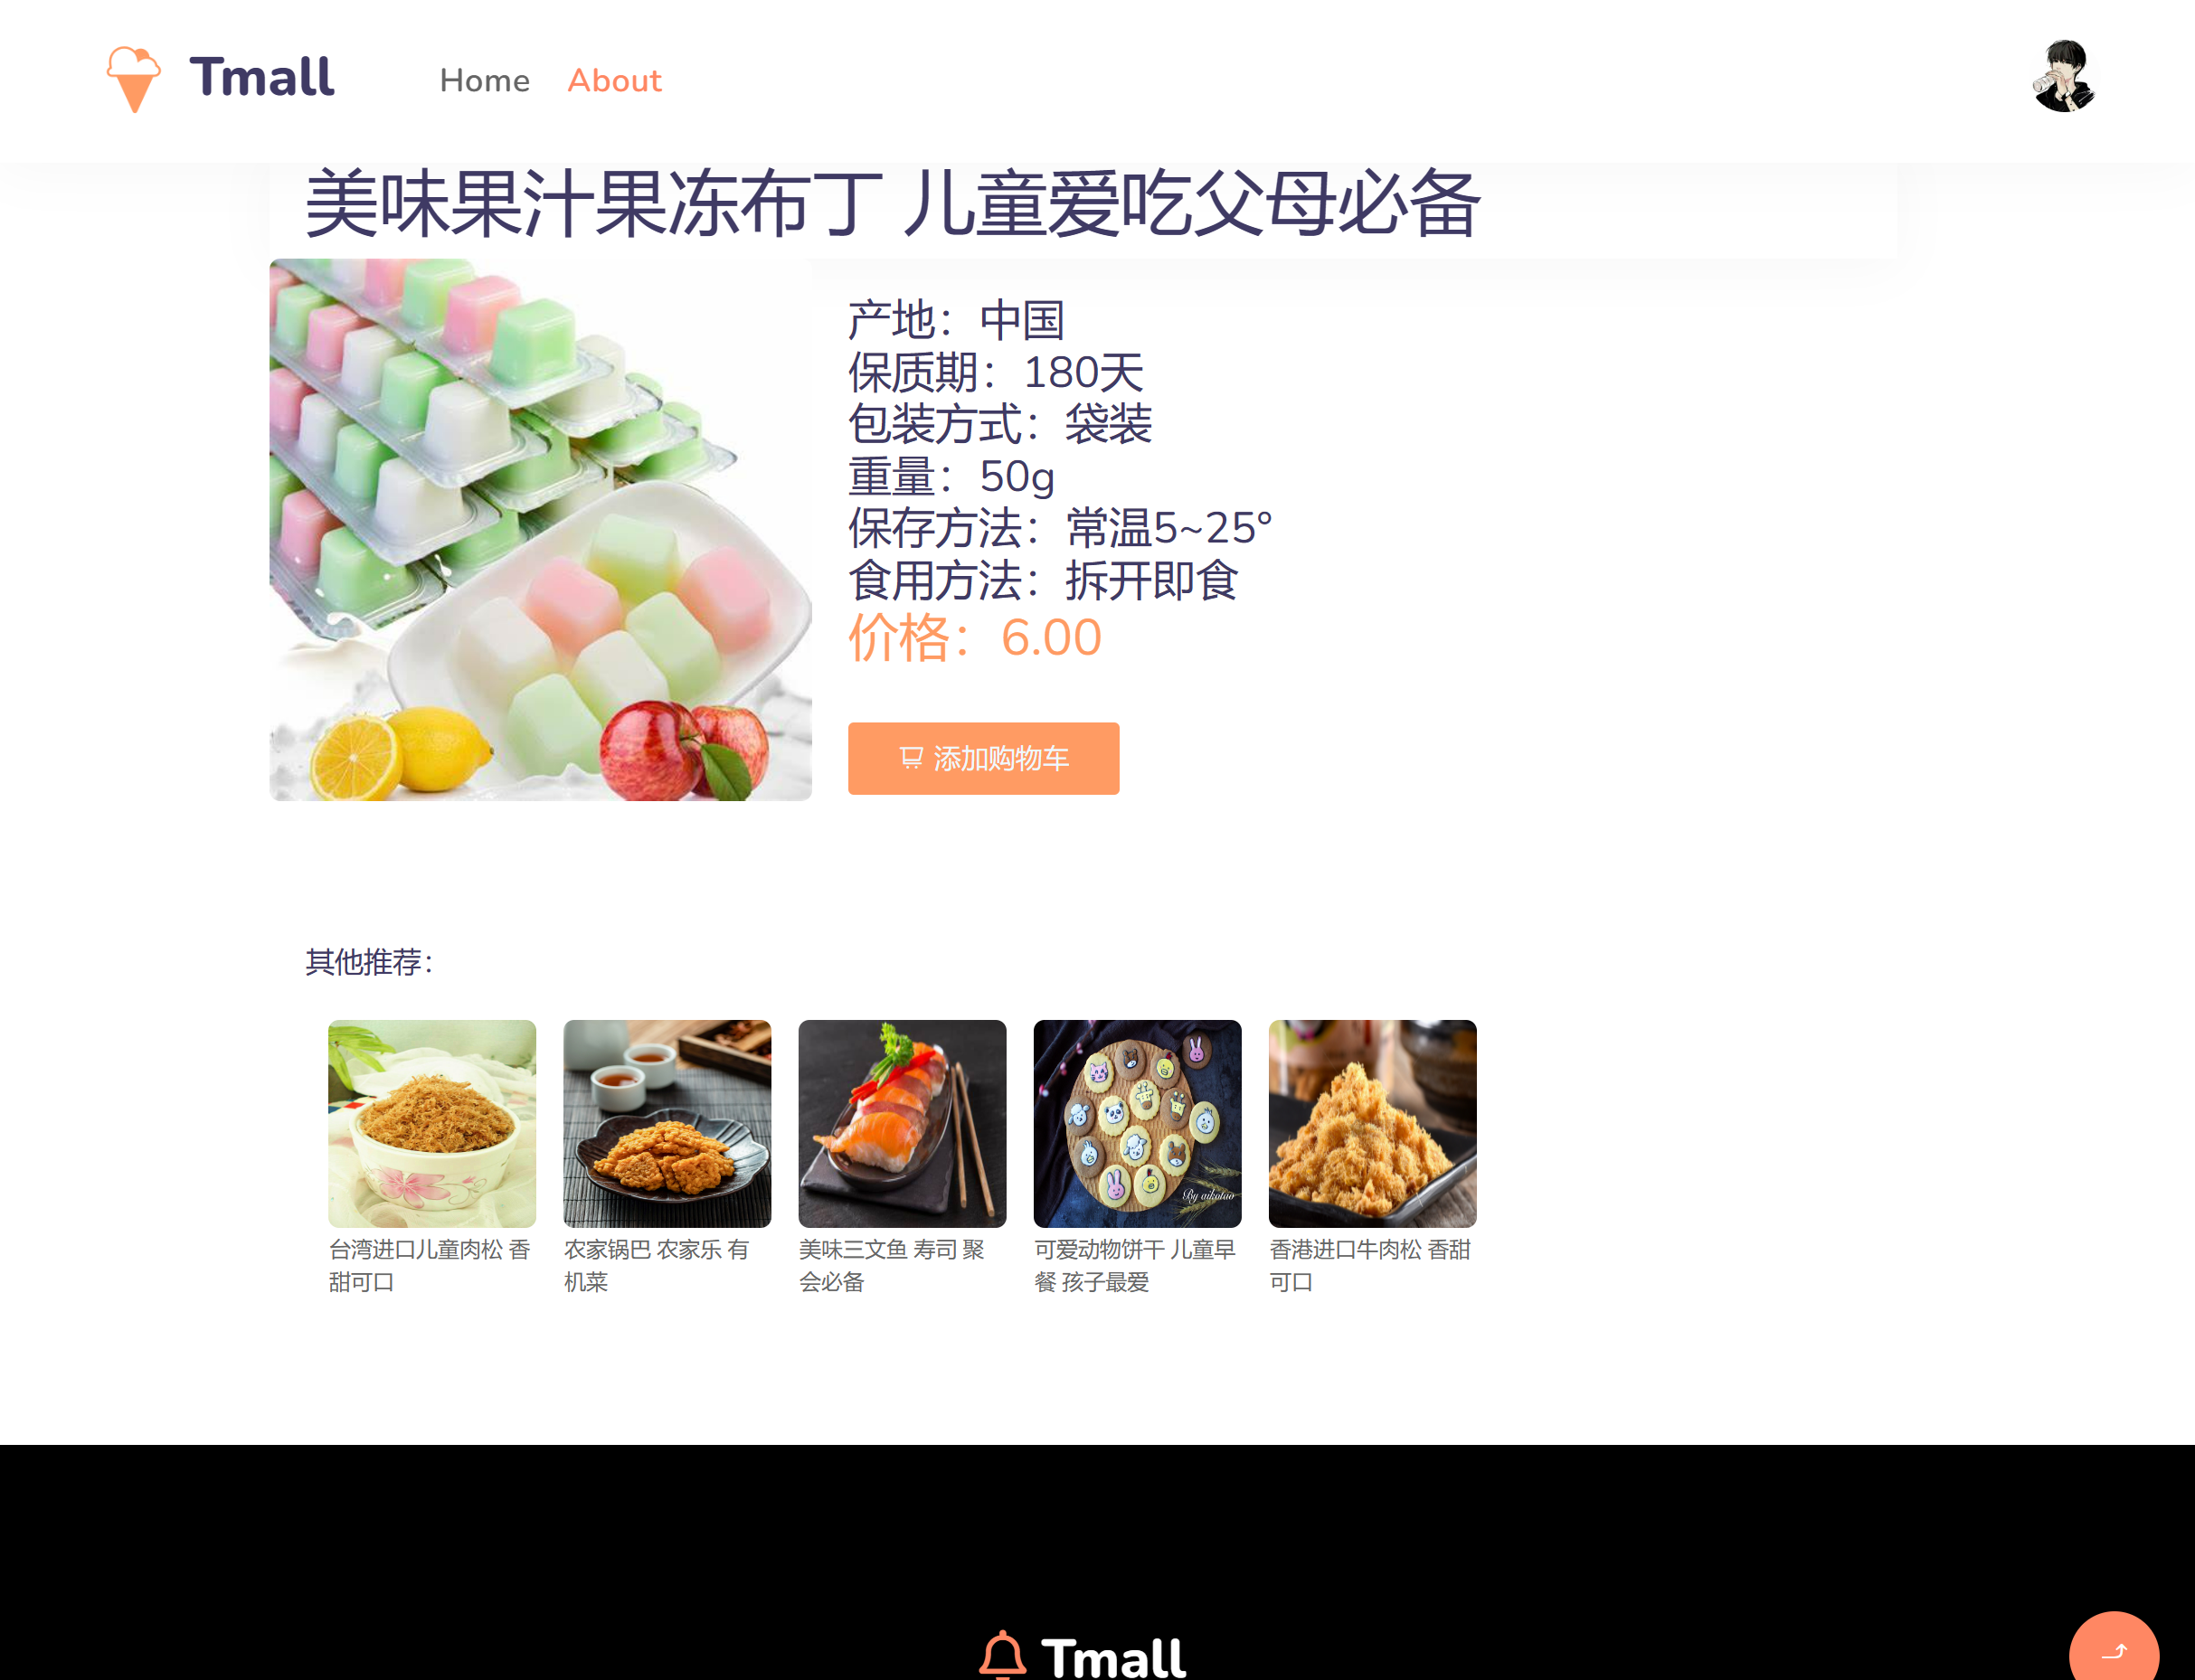 Tmall
Home
About
美味果汁果冻布丁 儿童爱吃父母必备
产地：中国
保质期：180天
包装方式：袋装
重量：50g
保存方法：常温5~25°
食用方法：拆开即食
价格：6.00
添加购物车
其他推荐：
By aikotao
台湾进口儿童肉松 香
甜可口
农家锅巴 农家乐 有
机菜
美味三文鱼 寿司 聚
会必备
可爱动物饼干 儿童早
餐 孩子最爱
香港进口牛肉松 香甜
可口
Tmall